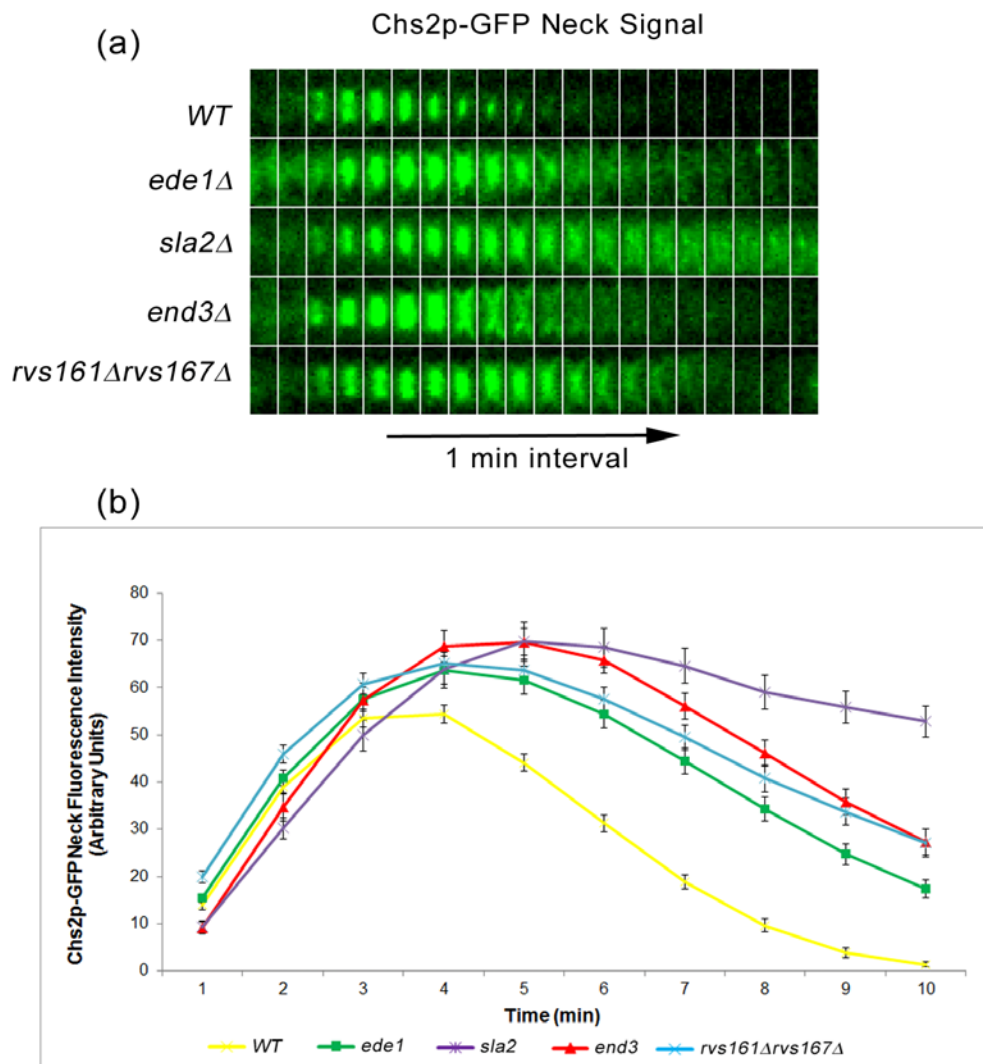 (a)
Chs2p-GFP Neck Signal
WT
ede1Δ
sla2Δ
end3Δ
rvs161Δrvs167Δ
1 min interval
(b)
Chs2p-GFP Neck Fluorescence Intensity
(Arbitrary Units)
80
70
60
50
40
30
20
10
0
1 2 3 4 5 6 7 8 9 10
Time (min)
WT ede1 sla2 end3 rvs161Δrvs167Δ